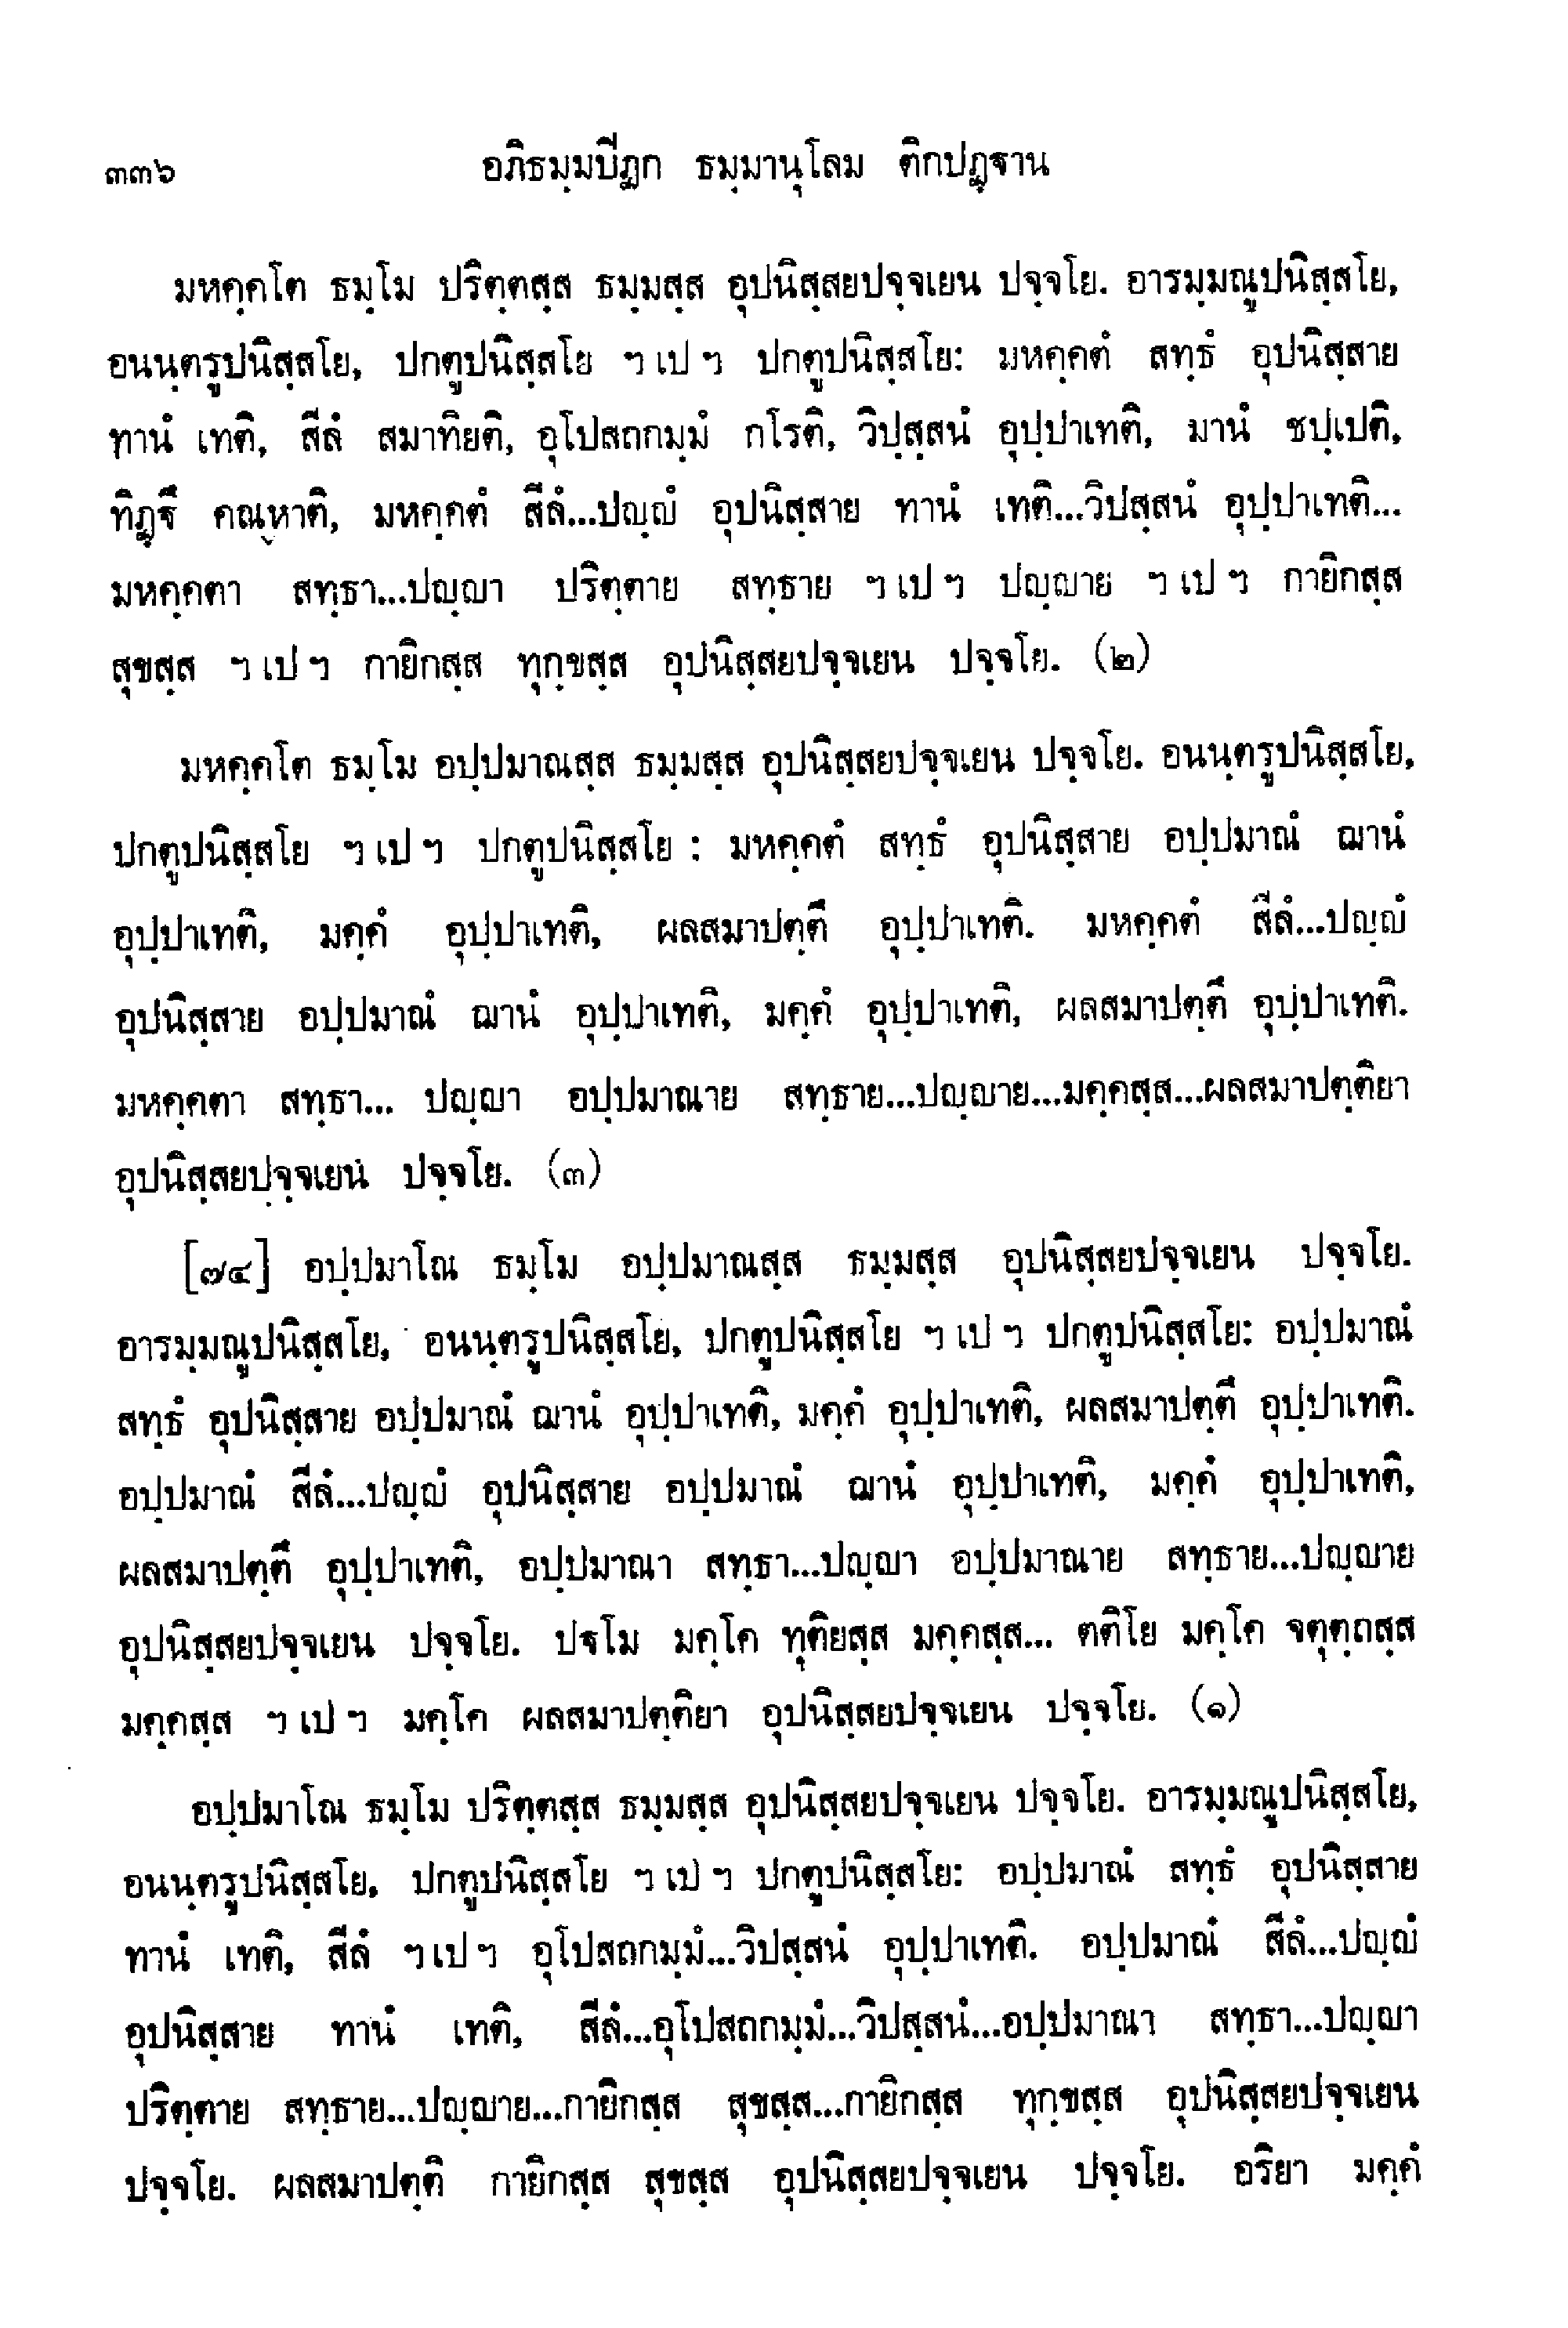 ๓๓๖ อภิธมฺมปีฏก ธมฺมานุโลม ติกปฏฺฐาน
มหคฺคโต ธมฺโม ปริตฺตสฺส ธมฺมสฺส อุปนิสฺสยปจฺจเยน ปจฺจโย. อารมฺมณูปนิสฺสโย,
อนนฺตรูปนิสฺสโย, ปกตูปนิสฺสโย ฯ เป ฯ ปกตูปนิสฺสโย: มหคฺคตํ สทฺธํ อุปนิสฺสาย
ทานํ เทติ, สีลํ สมาทิยติ, อุโปสถกมฺมํ กโรติ, วิปฺสฺสนํ อุปฺปาเทติ, มานํ ชปฺเปติ,
ทิฏฺฐึ คณฺหาติ, มหคฺคตํ สีลํ...ปญฺญํ อุปนิสฺสาย ทานํ เทติ...วิปสฺสนํ อุปฺปาเทติ...
มหคฺคตา สทฺธา...ปญฺญา ปริตฺตาย สทฺธาย ฯ เป ฯ ปญฺญาย ฯ เป ฯ กายิกสฺส
สุขสฺส ฯ เป ฯ กายิกสฺส ทุกฺขสฺส อุปนิสฺสยปจฺจเยน ปจฺจโย. (๒)
มหคฺคโต ธมฺโม อปฺปมาณสฺส ธมฺมสฺส อุปนิสฺสยปจฺจเยน ปจฺจโย. อนนฺตรูปนิสฺสโย,
ปกตูปนิสฺสโย ฯ เป ฯ ปกตูปนิสฺสโย : มหคฺคตํ สทฺธํ อุปนิสฺสาย อปฺปมาณํ ฌานํ
อุปฺปาเทติ, มคฺคํ อุปฺปาเทติ, ผลสมาปตฺตึ อุปฺปาเทติ. มหคฺคตํ สีลํ...ปญฺญํ
อุปนิสฺสาย อปฺปมาณํ ฌานํ อุปฺปาเทติ, มคฺคํ อุปฺปาเทติ, ผลสมาปตฺตึ อุปฺปาเทติ.
มหคฺคตา สทฺธา... ปญฺญา อปฺปมาณาย สทฺธาย...ปญฺญาย...มคฺคสฺส...ผลสมาปตฺติยา
อุปนิสฺสยปจฺจเยน ปจฺจโย. (๓)
[๗๔] อปฺปมาโณ ธมฺโม อปฺปมาณสฺส ธมฺมสฺส อุปนิสฺสยปจฺจเยน ปจฺจโย.
อารมฺมณูปนิสฺสโย, อนนฺตรูปนิสฺสโย, ปกตูปนิสฺสโย ฯ เป ฯ ปกตูปนิสฺสโย: อปฺปมาณํ
สทฺธํ อุปนิสฺสาย อปฺปมาณํ ฌานํ อุปฺปาเทติ, มคฺคํ อุปฺปาเทติ, ผลสมาปตฺตึ อุปฺปาเทติ.
อปฺปมาณํ สีลํ...ปญฺญํ อุปนิสฺสาย อปฺปมาณํ ฌานํ อุปฺปาเทติ, มคฺคํ อุปฺปาเทติ,
ผลสมาปตฺตึ อุปฺปาเทติ, อปฺปมาณา สทฺธา...ปญฺญา อปฺปมาณาย สทฺธาย...ปญฺญาย
อุปนิสฺสยปจฺจเยน ปจฺจโย. ปฐโม มคฺโค ทุติยสฺส มคฺคสฺส... ตติโย มคฺโค จตุตฺถสฺส
มคฺคสฺส ฯ เป ฯ มคฺโค ผลสมาปตฺติยา อุปนิสฺสยปจฺจเยน ปจฺจโย. (๑)
อปฺปมาโณ ธมฺโม ปริตฺตสฺส ธมฺมสฺส อุปนิสฺสยปจฺจเยน ปจฺจโย. อารมฺมณูปนิสฺสโย,
อนนฺตรูปนิสฺสโย, ปกตูปนิสฺสโย ฯ เป ฯ ปกตูปนิสฺสโย: อปฺปมาณํ สทฺธํ อุปนิสฺสาย
ทานํ เทติ, สีลํ ฯ เป ฯ อุโปสถกมฺมํ...วิปสฺสนํ อุปฺปาเทติ. อปฺปมาณํ สีลํ...ปญฺญํ
อุปนิสฺสาย ทานํ เทติ, สีลํ...อุโปสถกมฺมํ...วิปสฺสนํ...อปฺปมาณา สทฺธา...ปญฺญา
ปริตฺตาย สทฺธาย...ปญฺญาย...กายิกสฺส สุขสฺส...กายิกสฺส ทุกฺขสฺส อุปนิสฺสยปจฺจเยน
ปจฺจโย. ผลสมาปตฺติ กายิกสฺส สุขสฺส อุปนิสฺสยปจฺจเยน ปจฺจโย. อริยา มคฺคํ